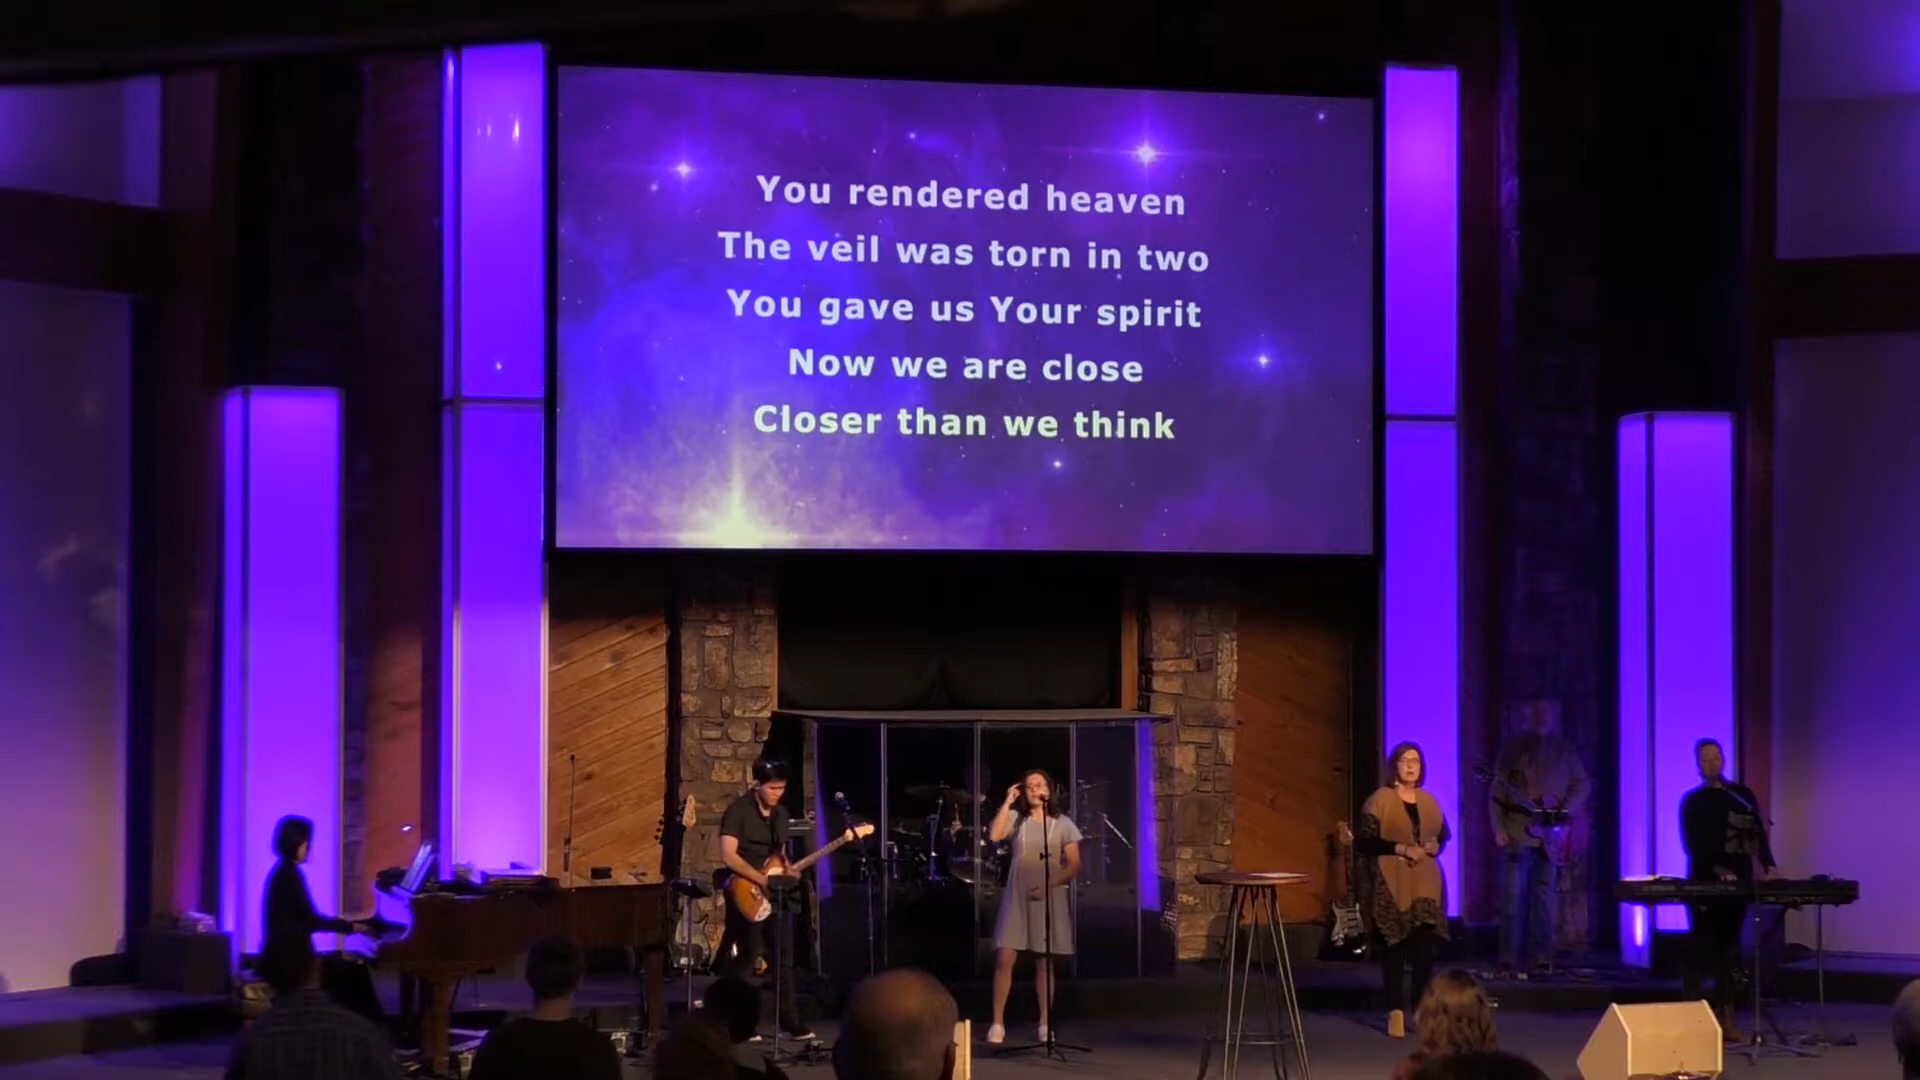 You rendered heaven
The veil was torn in two
You gave us Your spirit
Now we are close
Closer than we think